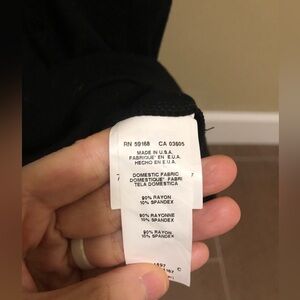 RN 59168 CA 03605
MADE IN U.S.A.
FABRIQUE' EN E.U.A.
HECHO EN E.U.A.
DOMESTIC FABRIC
DOMESTIQUE' FABRI
TELA DOMESTICA
90% RAYON
10% SPANDEX
90% RAYONNE
10% SPANDEX
90% RAYON
10% SPANDEX